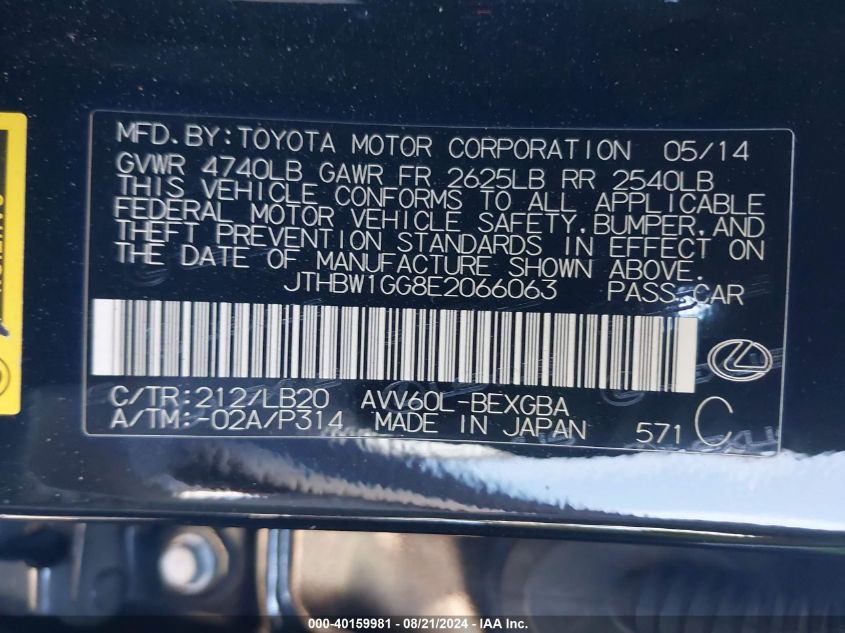 MFD.BY:TOYOTA MOTOR CORPORATION 05/14
GVWR 4740LB GAWR FR 2625LB RR 2540LB
THIS VEHICLE CONFORMS TO ALL APPLICABLE
FEDERAL MOTOR VEHICLE SAFETY,BUMPER,AND
THEFT PREVENTION STANDARDS IN EFFECT ON
THE DATE OF MANUFACTURE SHOWN ABOVE.
JTHBW1GG8E2066063 PASS.CAR
C/TR:212/LB20 AVV60L-BEXGBA
A/TM:-02A/P314 MADE IN JAPAN 571 C
000-40159981 - 08/21/2024 - IAA Inc.